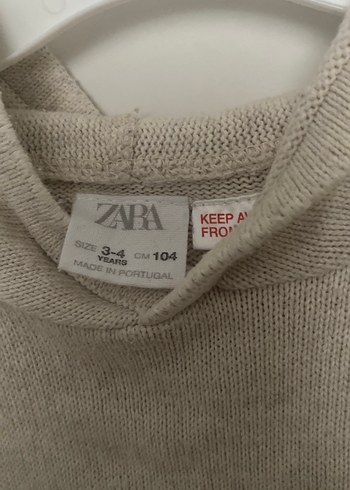 ZARA
SIZE 3-4 YEARS CM 104
MADE IN PORTUGAL
KEEP
FROM